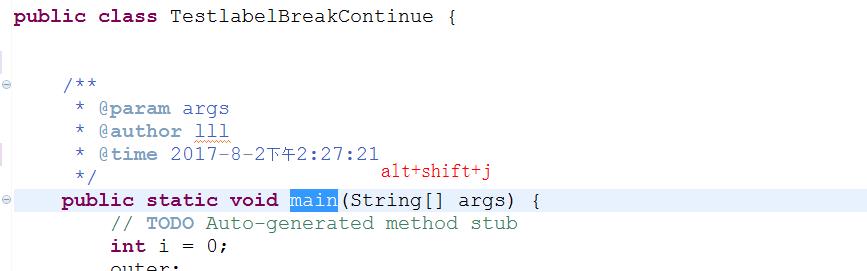 public class TestlabelBreakContinue {
/**
* @param args
* @author lll
* @time 2017-8-2下午2:27:21
*/
alt+shift+j
public static void main(String[] args) {
// TODO Auto-generated method stub
int i = 0;
outer: